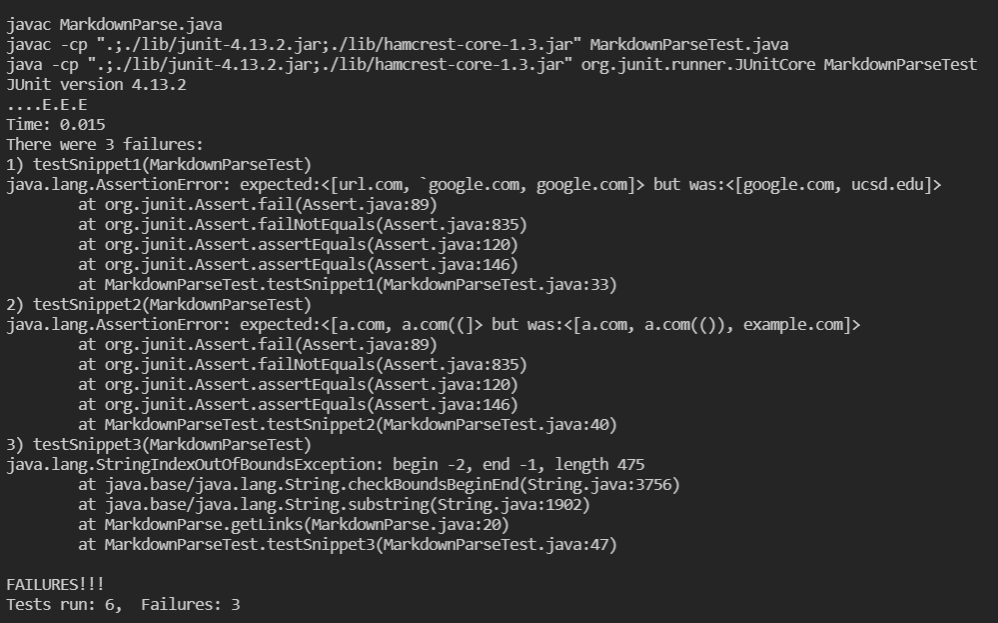 javac MarkdownParse.java
javac -cp ".;./lib/junit-4.13.2.jar;./lib/hamcrest-core-1.3.jar" MarkdownParseTest.java
java -cp ".;./lib/junit-4.13.2.jar;./lib/hamcrest-core-1.3.jar" org.junit.runner.JUnitCore MarkdownParseTest
JUnit version 4.13.2
....E.E.E
Time: 0.015
There were 3 failures:
1) testSnippet1(MarkdownParseTest)
java.lang.AssertionError: expected:<[url.com, `google.com, google.com]> but was:<[google.com, ucsd.edu]>
        at org.junit.Assert.fail(Assert.java:89)
        at org.junit.Assert.failNotEquals(Assert.java:835)
        at org.junit.Assert.assertEquals(Assert.java:120)
        at org.junit.Assert.assertEquals(Assert.java:146)
        at MarkdownParseTest.testSnippet1(MarkdownParseTest.java:33)
2) testSnippet2(MarkdownParseTest)
java.lang.AssertionError: expected:<[a.com, a.com((]> but was:<[a.com, a.com(()), example.com]>
        at org.junit.Assert.fail(Assert.java:89)
        at org.junit.Assert.failNotEquals(Assert.java:835)
        at org.junit.Assert.assertEquals(Assert.java:120)
        at org.junit.Assert.assertEquals(Assert.java:146)
        at MarkdownParseTest.testSnippet2(MarkdownParseTest.java:40)
3) testSnippet3(MarkdownParseTest)
java.lang.StringIndexOutOfBoundsException: begin -2, end -1, length 475
        at java.base/java.lang.String.checkBoundsBeginEnd(String.java:3756)
        at java.base/java.lang.String.substring(String.java:1902)
        at MarkdownParse.getLinks(MarkdownParse.java:20)
        at MarkdownParseTest.testSnippet3(MarkdownParseTest.java:47)

FAILURES!!!
Tests run: 6,  Failures: 3